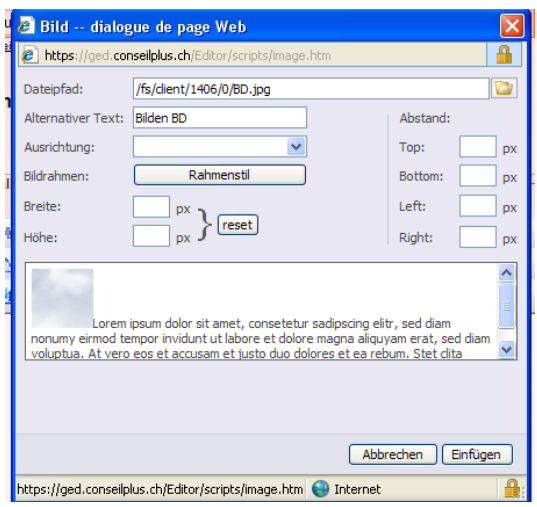 Bild -- dialogue de page Web
https://ged.conseilplus.ch/Editor/scripts/image.htm
Dateipfad: /fs/client/1406/0/BD.jpg
Alternativer Text: Bilden BD
Abstand:
Ausrichtung:
Top: px
Bildrahmen: Rahmenstil
Bottom: px
Breite: px
Left: px
} reset
Höhe: px
Right: px
Lorem ipsum dolor sit amet, consetetur sadipscing elitr, sed diam
nonumy eirmod tempor invidunt ut labore et dolore magna aliquyam erat, sed diam
voluptua. At vero eos et accusam et justo duo dolores et ea rebum. Stet clita
Abbrechen Einfügen
https://ged.conseilplus.ch/Editor/scripts/image.htm Internet